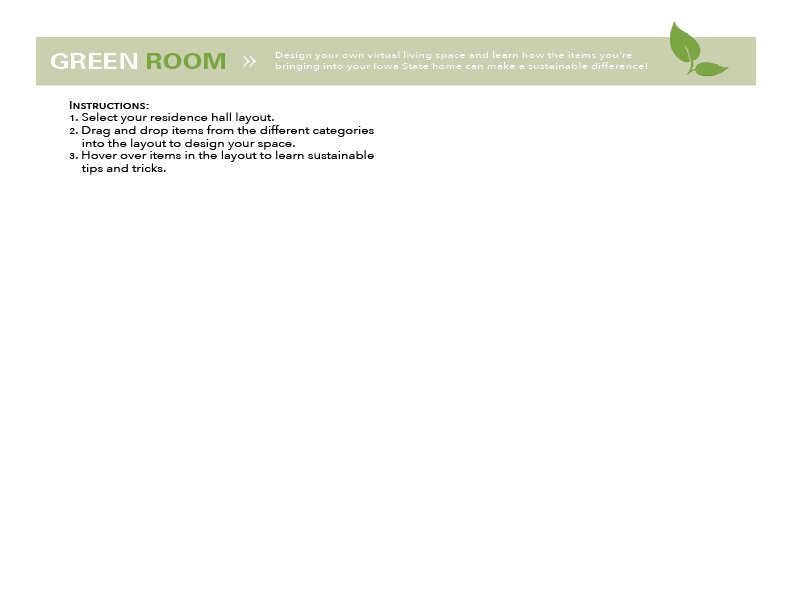 GREEN ROOM »
Design your own virtual living space and learn how the items you're
bringing into your Iowa State home can make a sustainable difference!
INSTRUCTIONS:
1. Select your residence hall layout.
2. Drag and drop items from the different categories
into the layout to design your space.
3. Hover over items in the layout to learn sustainable
tips and tricks.